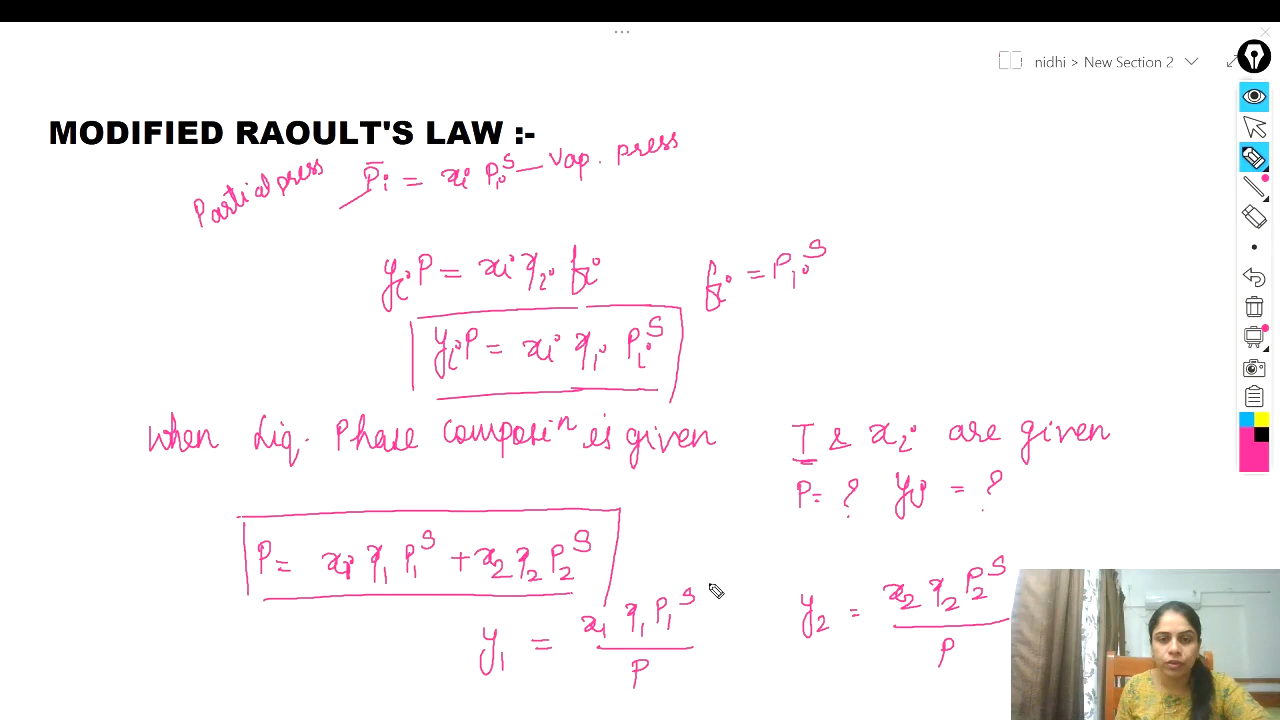 nidhi > New Section 2
MODIFIED RAOULT'S LAW :-
Partial press P̄i = xi Pi^S — Vap. press
yi P = xi γi fi° fi° = Pi^S
yi P = xi γi Pi^S
When Liq. Phase composiⁿ is given T & xi are given
P = ? yi = ?
P = x1 γ1 P1^S + x2 γ2 P2^S
y1 = x1 γ1 P1^S / P y2 = x2 γ2 P2^S / P